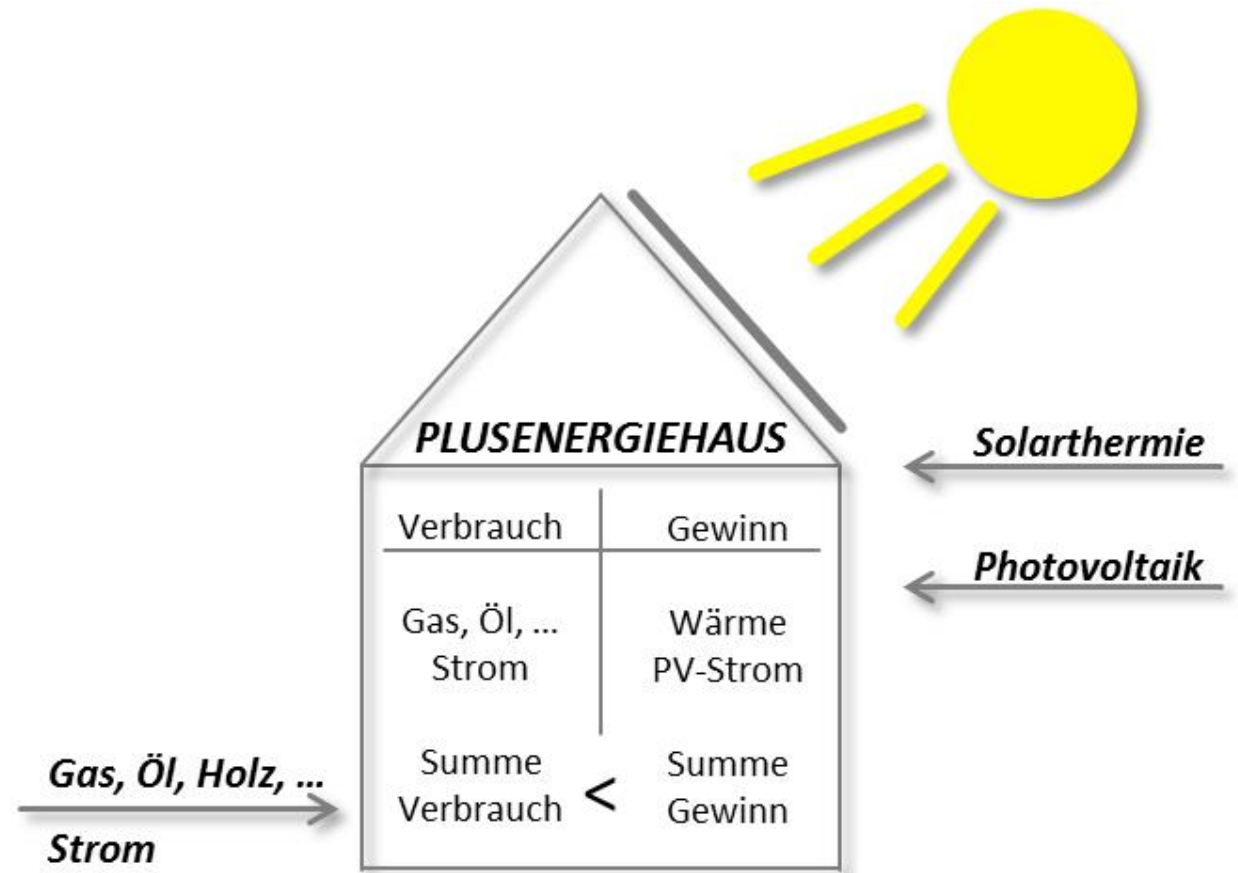 PLUSENERGIEHAUS
Verbrauch
Gewinn
Gas, Öl, ...
Strom
Wärme
PV-Strom
Summe
Verbrauch
<
Summe
Gewinn
Solarthermie
Photovoltaik
Gas, Öl, Holz, ...
Strom